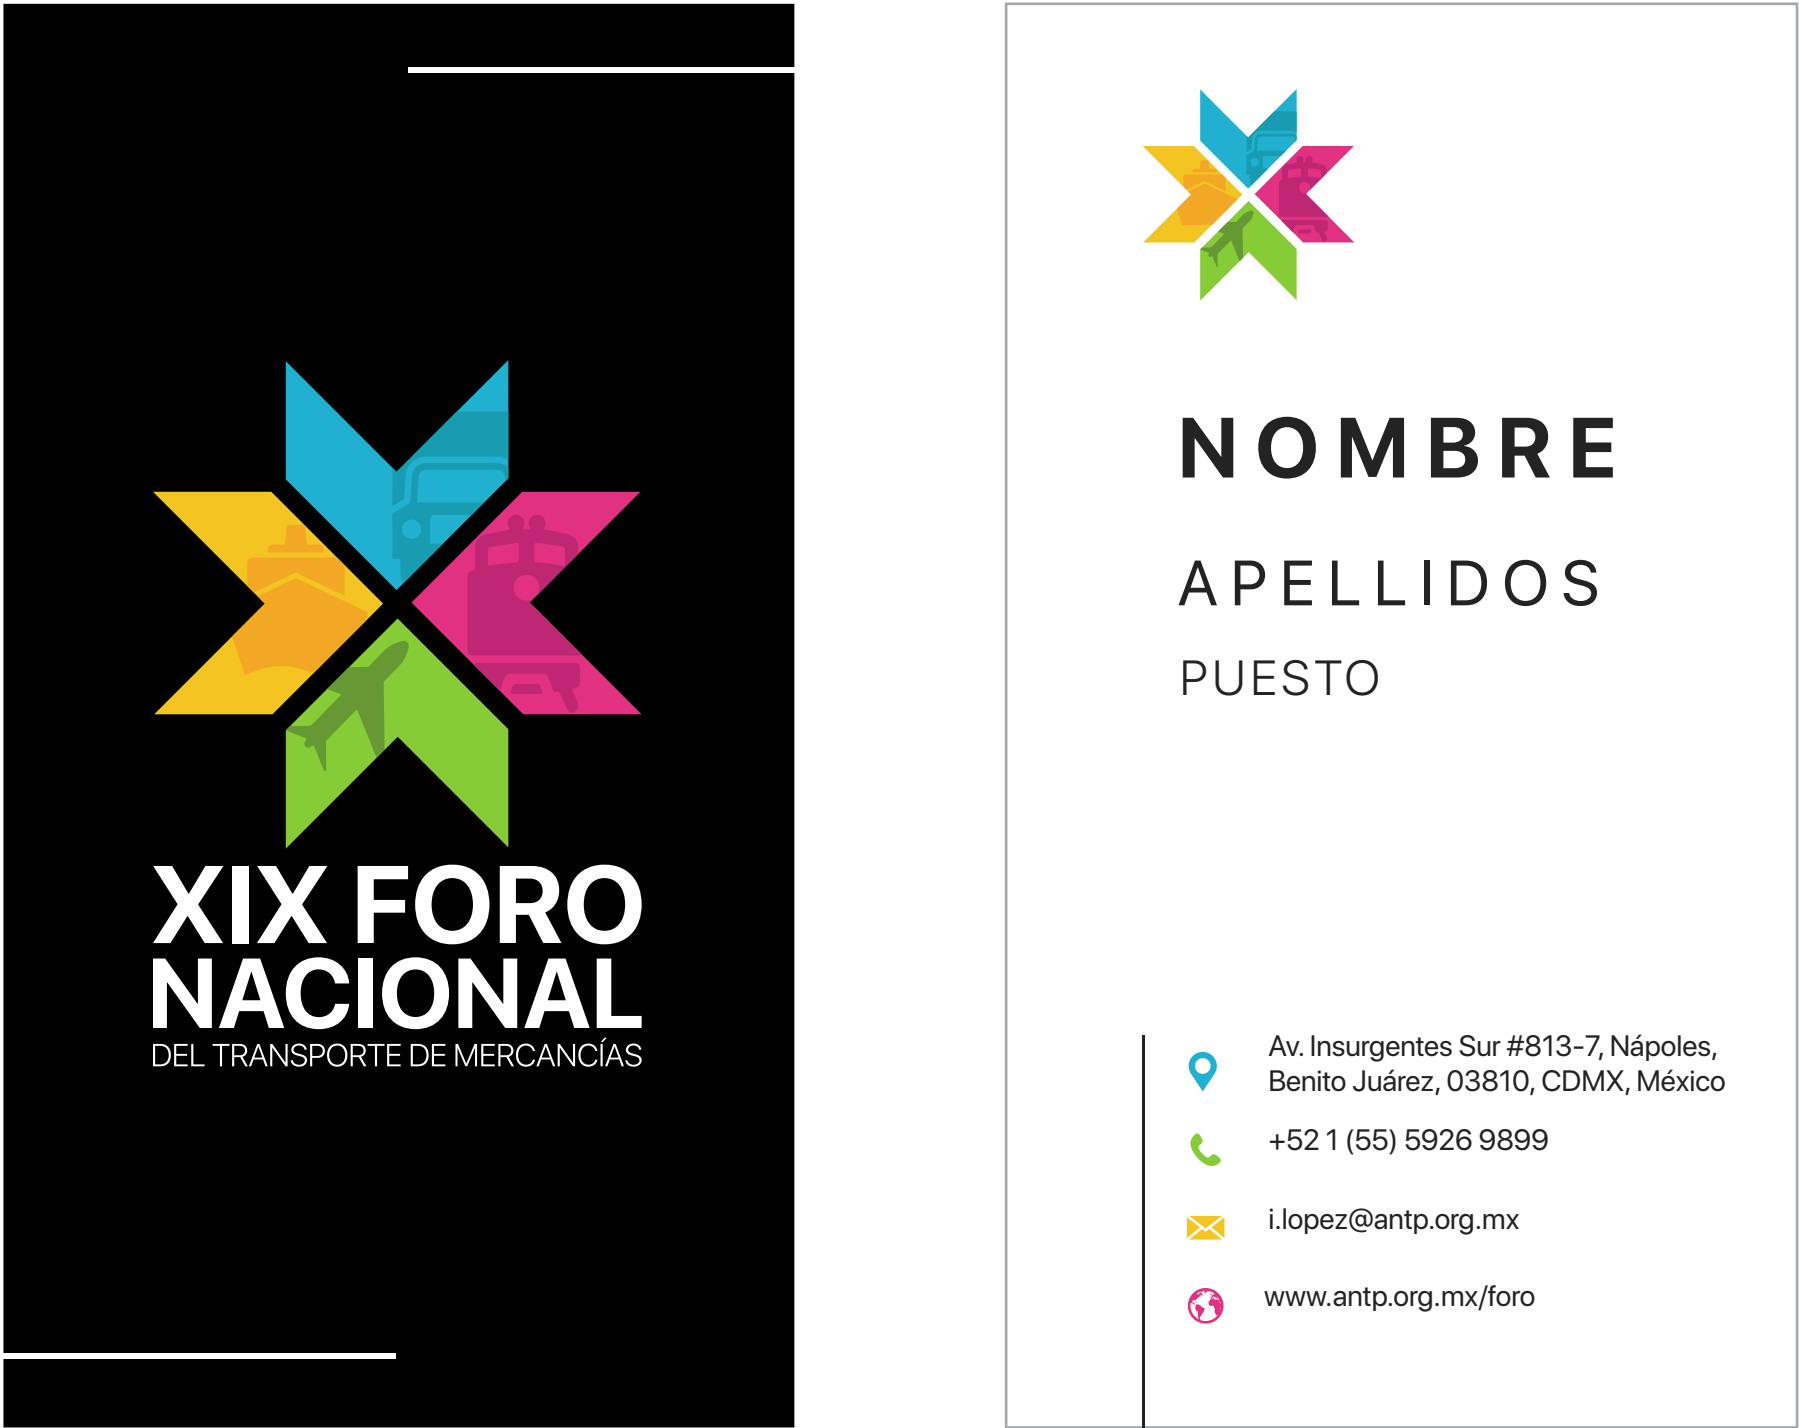 XIX FORO
NACIONAL
DEL TRANSPORTE DE MERCANCÍAS
NOMBRE
APELLIDOS
PUESTO
Av. Insurgentes Sur #813-7, Nápoles,
Benito Juárez, 03810, CDMX, México
+52 1 (55) 5926 9899
i.lopez@antp.org.mx
www.antp.org.mx/foro